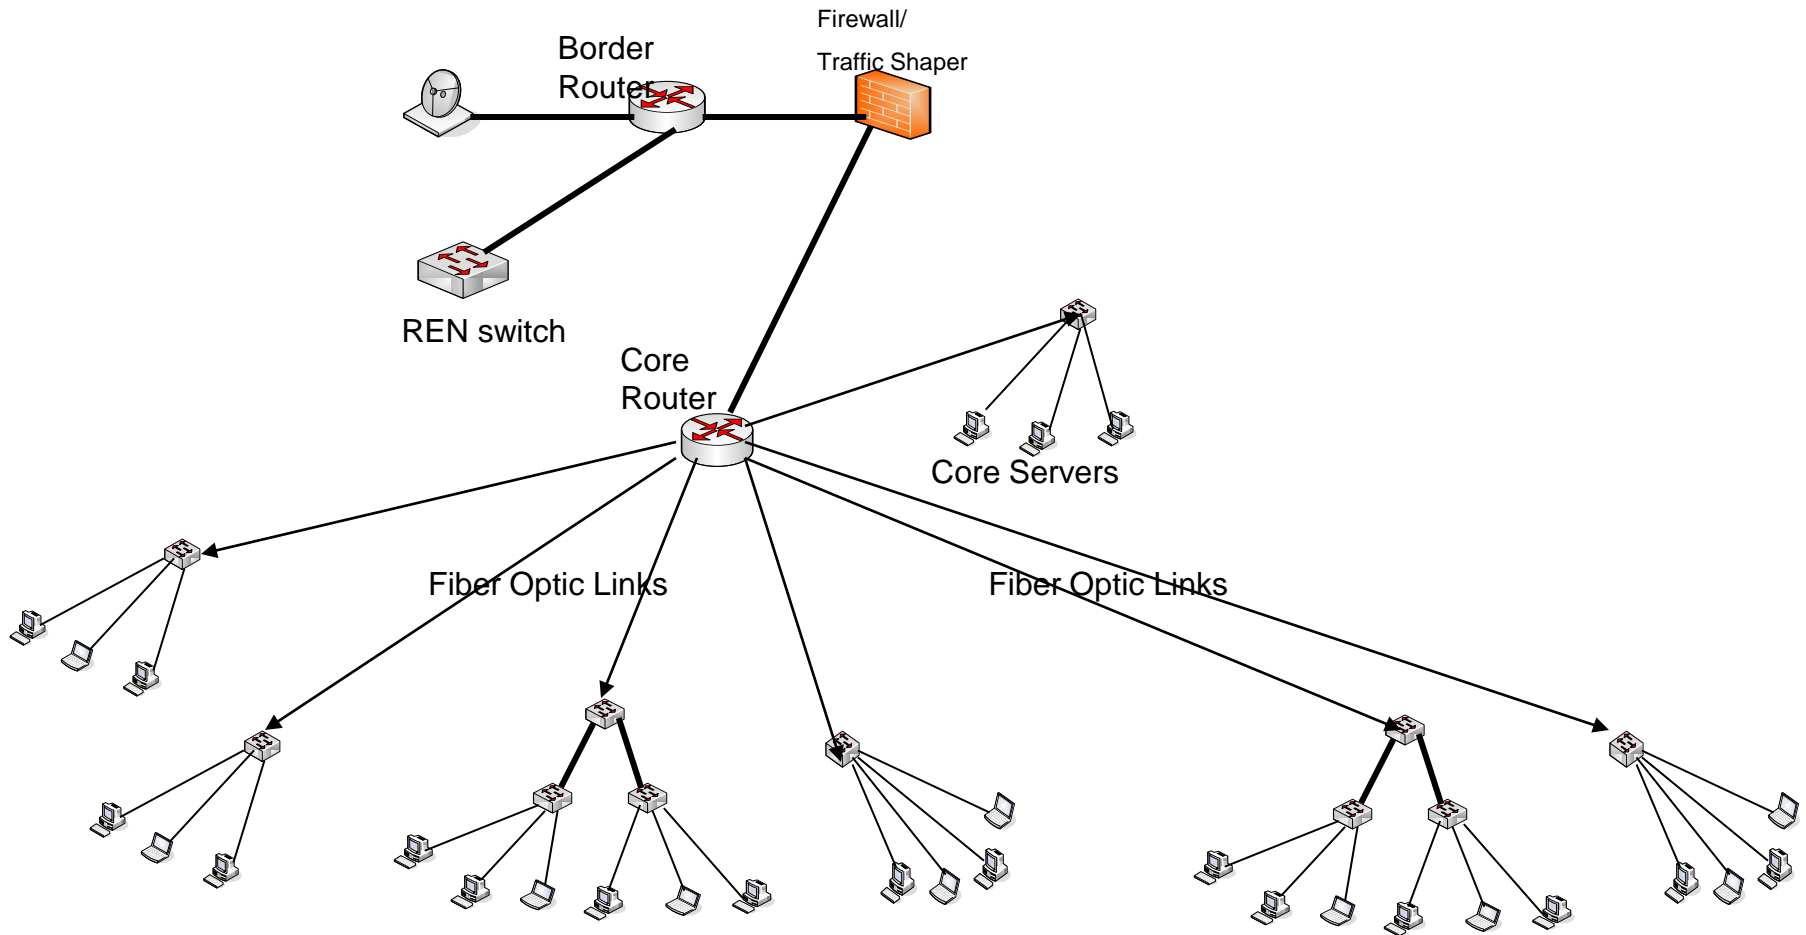 Firewall/
Traffic Shaper
Border
Router
REN switch
Core
Router
Core Servers
Fiber Optic Links
Fiber Optic Links